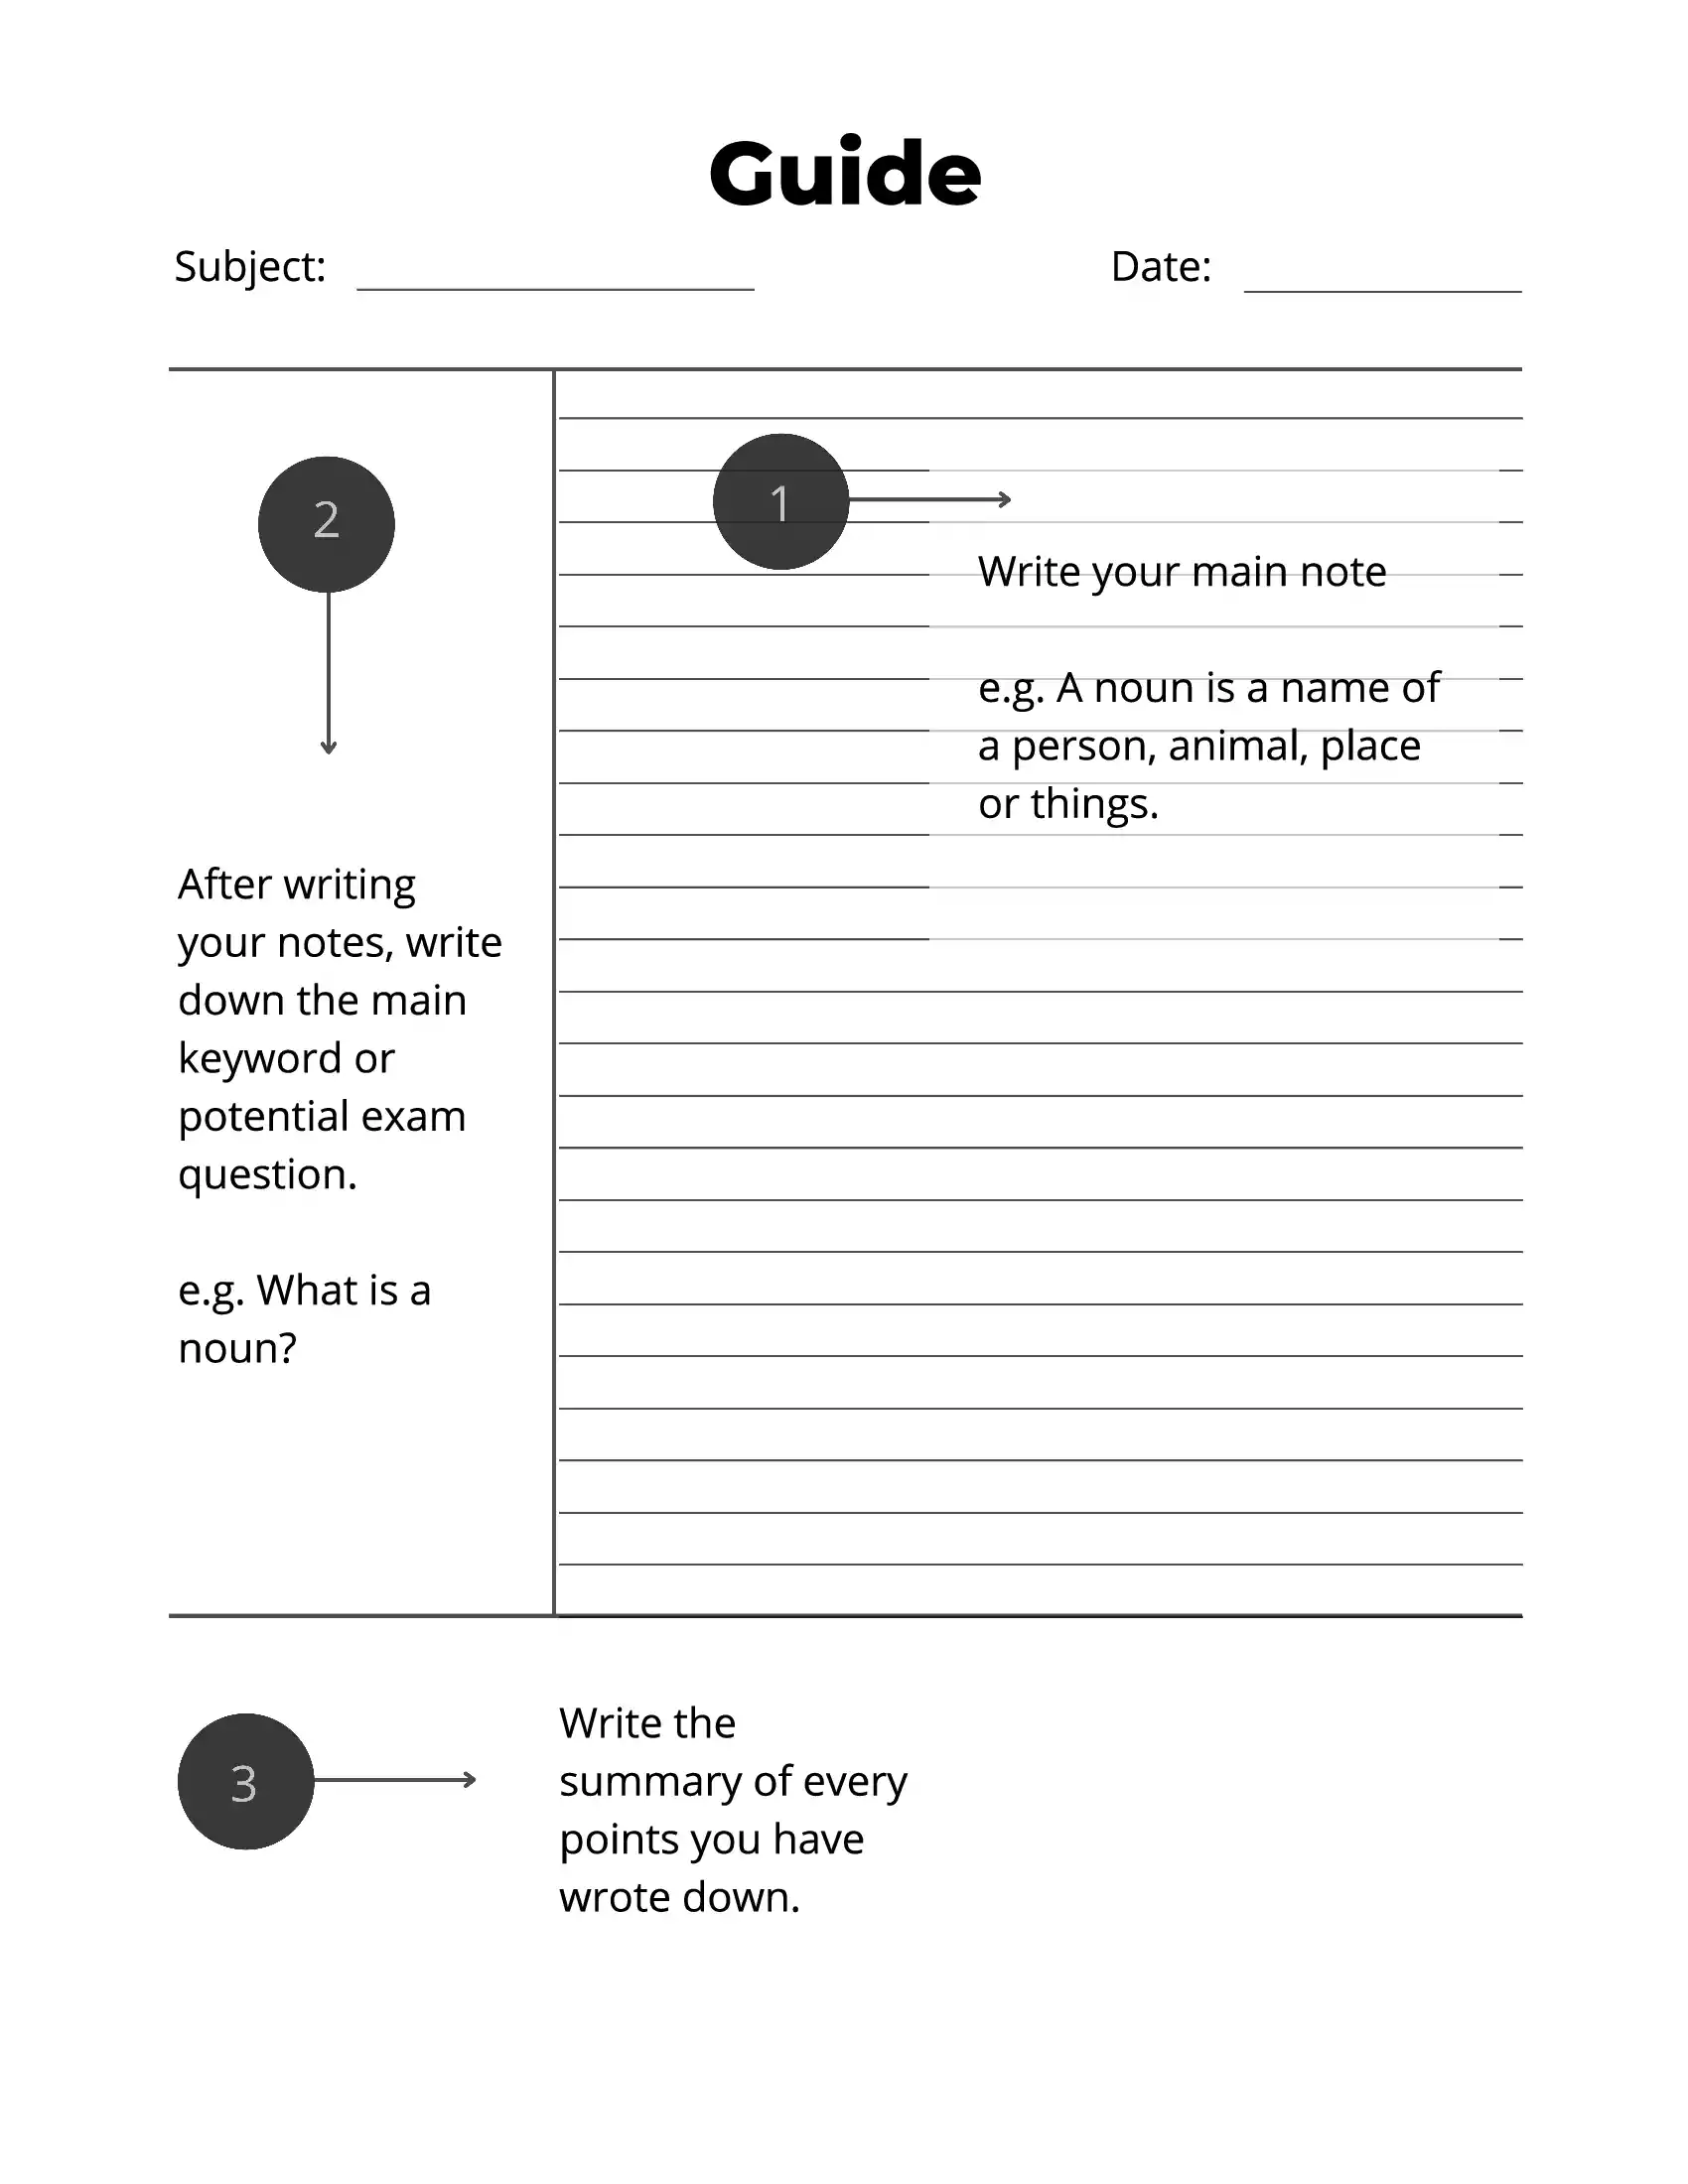 Guide
Subject:
Date:
1
Write your main note
e.g. A noun is a name of
a person, animal, place
or things.
2
After writing
your notes, write
down the main
keyword or
potential exam
question.
e.g. What is a
noun?
3
Write the
summary of every
points you have
wrote down.